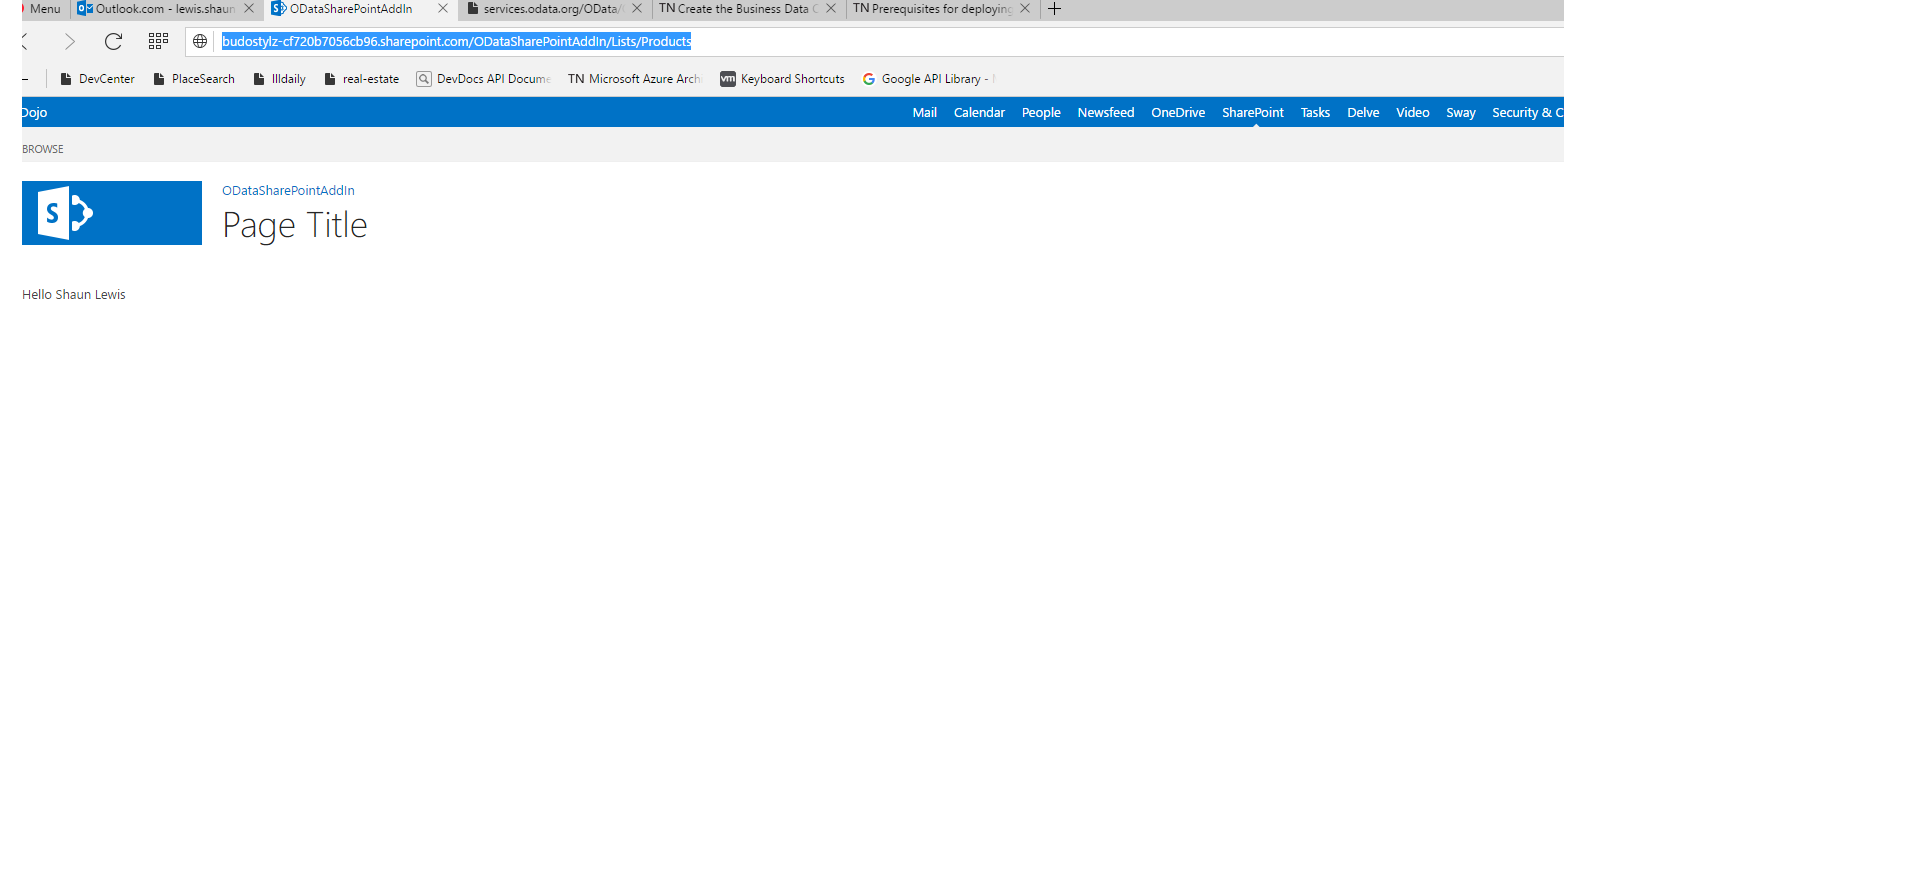 Menu Outlook.com - lewis.shaun ODataSharePointAddIn services.odata.org/OData/ TN Create the Business Data TN Prerequisites for deploying
budostylz-cf720b7056cb96.sharepoint.com/ODataSharePointAddIn/Lists/Products
DevCenter PlaceSearch Illdaily real-estate DevDocs API Docume TN Microsoft Azure Arch vm Keyboard Shortcuts Google API Library -
Dojo Mail Calendar People Newsfeed OneDrive SharePoint Tasks Delve Video Sway Security & C
BROWSE
S ODataSharePointAddIn
Page Title
Hello Shaun Lewis